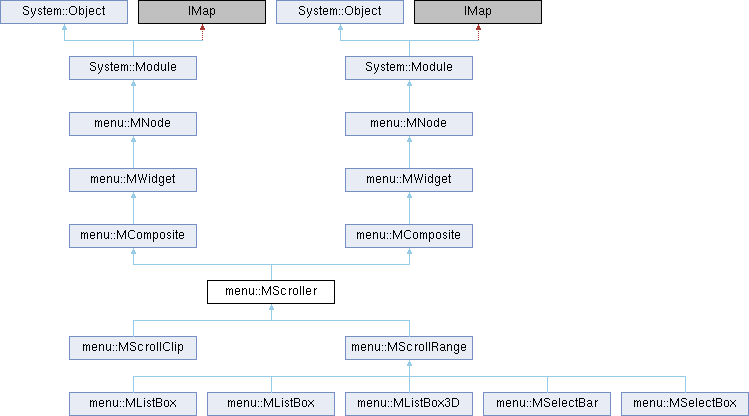 System::Object
IMap
System::Object
IMap
System::Module
System::Module
menu::MNode
menu::MNode
menu::MWidget
menu::MWidget
menu::MComposite
menu::MComposite
menu::MScroller
menu::MScrollClip
menu::MScrollRange
menu::MListBox
menu::MListBox
menu::MListBox3D
menu::MSelectBar
menu::MSelectBox